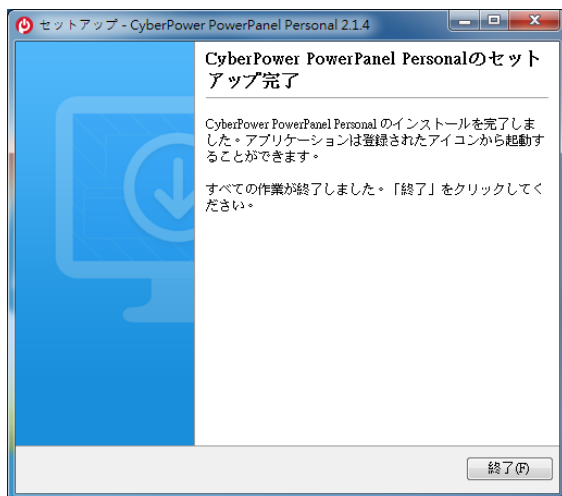 セットアップ - CyberPower PowerPanel Personal 2.1.4
CyberPower PowerPanel Personalのセット
アップ完了
CyberPower PowerPanel Personal のインストールを完了しま
した。アプリケーションは登録されたアイコンから起動す
ることができます。
すべての作業が終了しました。「終了」をクリックしてく
ださい。
終了(F)